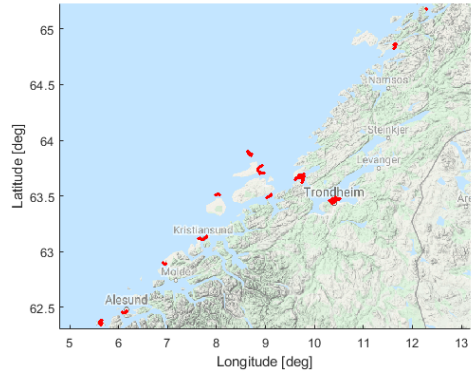 65
64.5
64
63.5
63
62.5
Latitude [deg]
Namsos
Steinkjer
Levanger
Trondheim
Kristiansund
Molde
Ålesund
5 6 7 8 9 10 11 12 13
Longitude [deg]